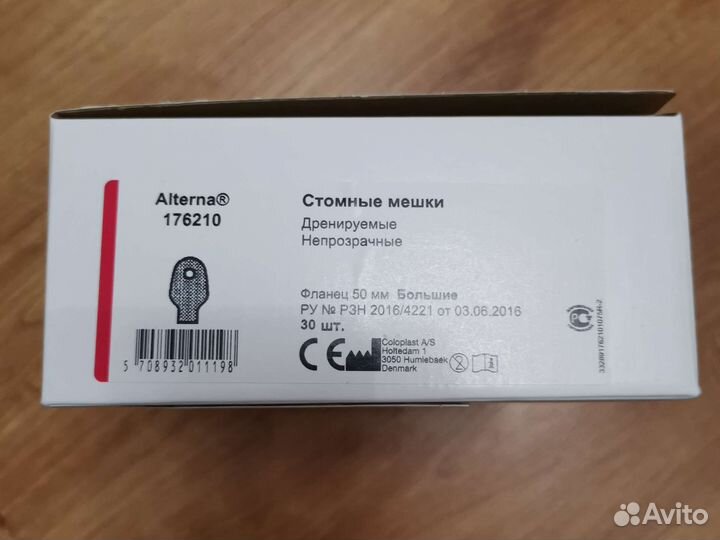 Alterna®
176210
Стомные мешки
Дренируемые
Непрозрачные
Фланец 50 мм Большие
РУ № РЗН 2016/4221 от 03.06.2016
30 шт.
CE
Coloplast A/S
Holtedam 1
3050 Humlebaek
Denmark
5 708932 011198
Avito